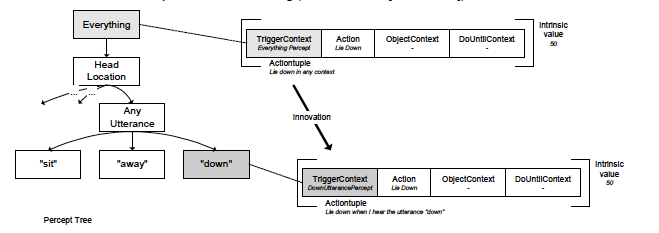 Everything
Head
Location
... ...
Any
Utterance
"sit"
"away"
"down"
Percept Tree
TriggerContext
Everything Percept
Action
Lie Down
ObjectContext
-
DoUntilContext
-
Intrinsic
value
50
Actiontuple
Lie down in any context
Innovation
TriggerContext
DownUtterancePercept
Action
Lie Down
ObjectContext
-
DoUntilContext
-
Intrinsic
value
50
Actiontuple
Lie down when I hear the utterance "down"